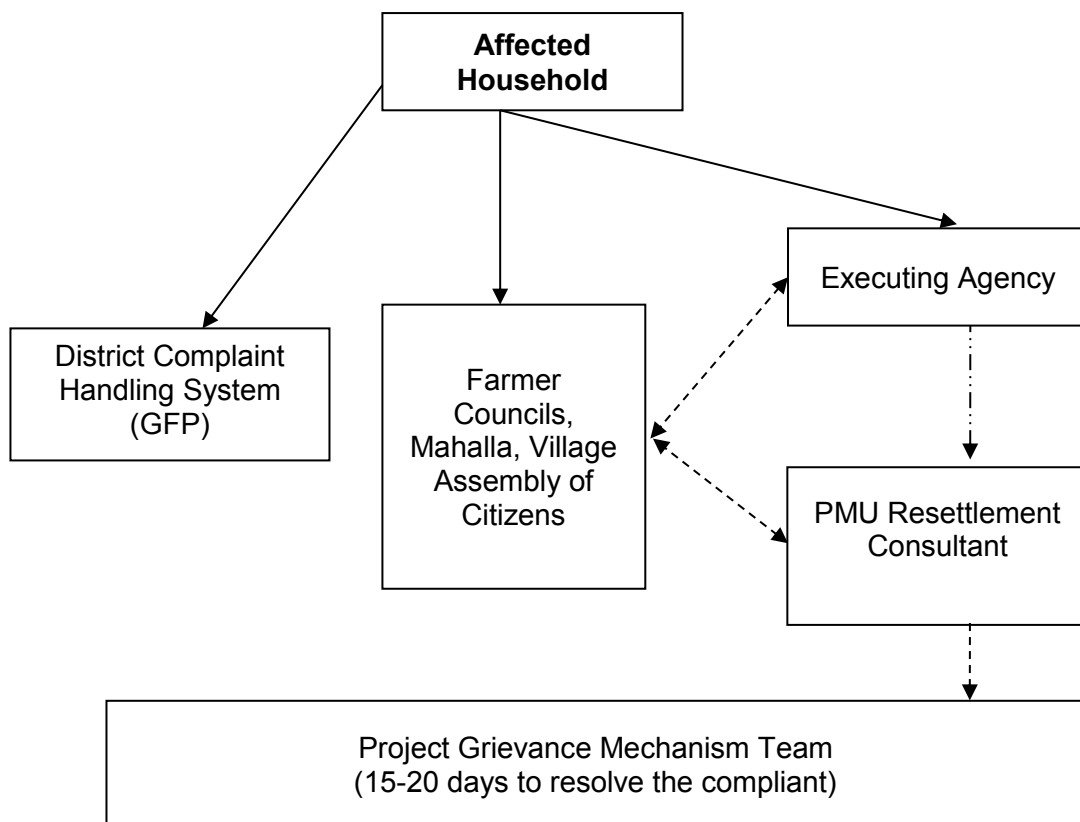 Affected
Household
Executing Agency
District Complaint
Handling System
(GFP)
Farmer
Councils,
Mahalla, Village
Assembly of
Citizens
PMU Resettlement
Consultant
Project Grievance Mechanism Team
(15-20 days to resolve the compliant)